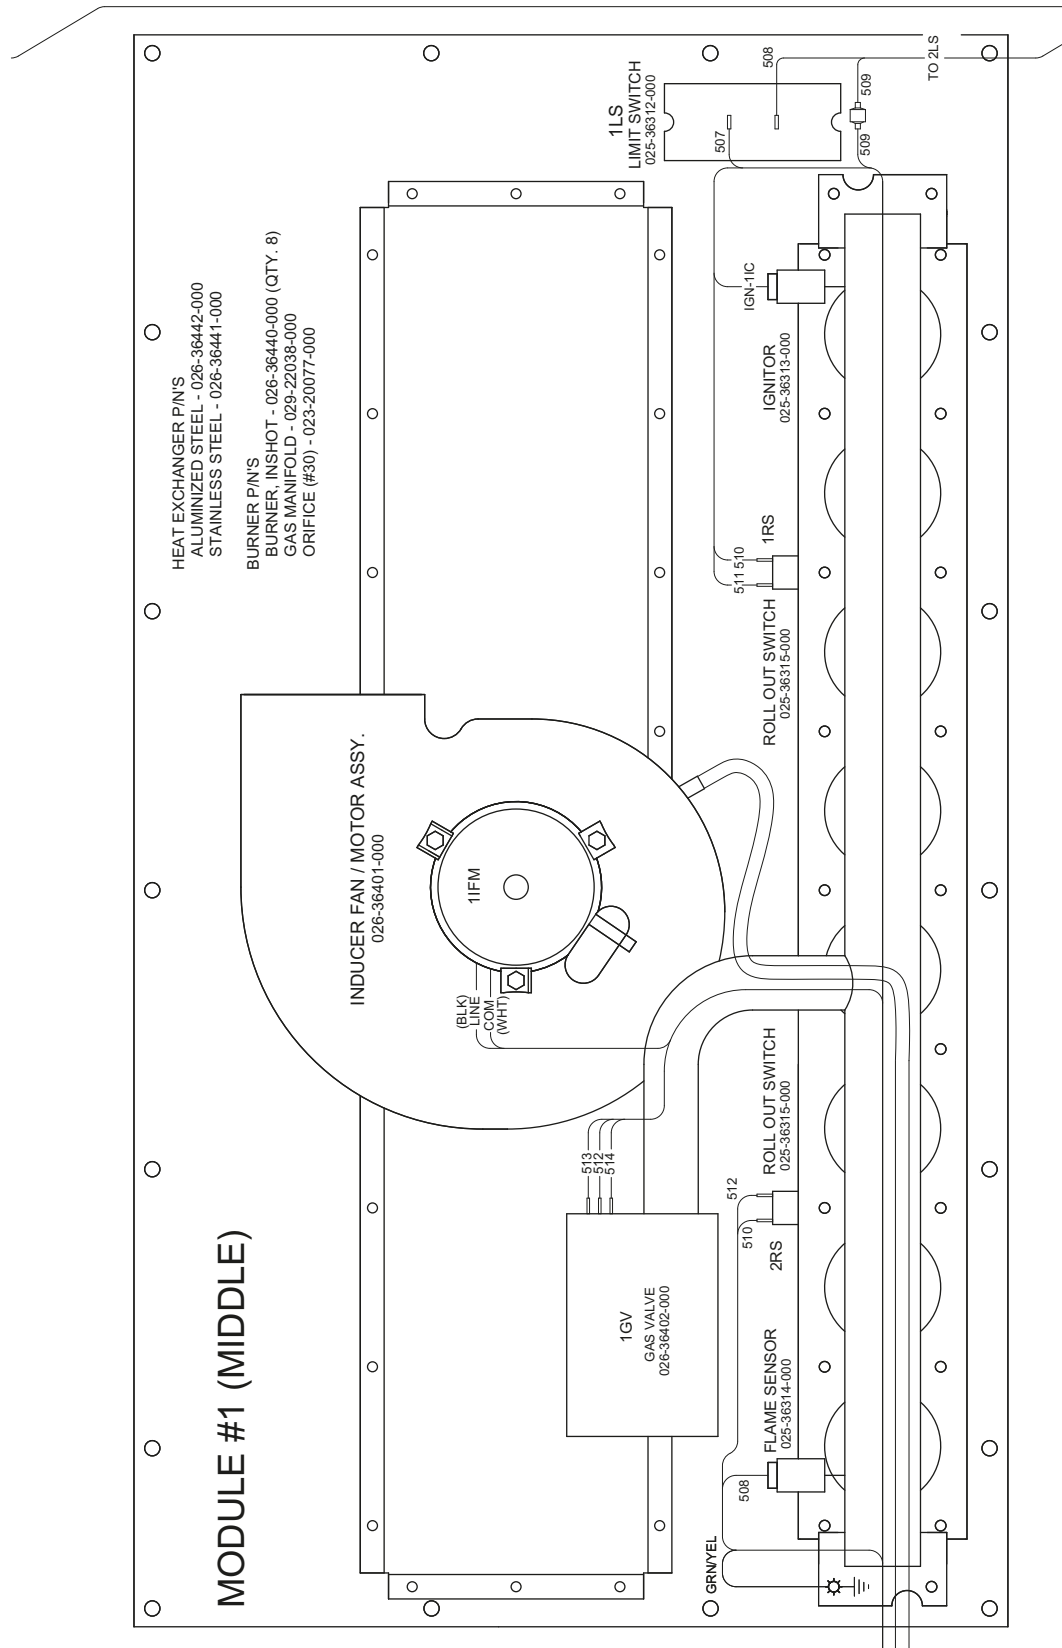 MODULE #1 (MIDDLE)
HEAT EXCHANGER P/N'S
ALUMINIZED STEEL - 026-36442-000
STAINLESS STEEL - 026-36441-000
BURNER P/N'S
BURNER, INSHOT - 026-36440-000 (QTY. 8)
GAS MANIFOLD - 029-22038-000
ORIFICE (#30) - 023-20077-000
INDUCER FAN / MOTOR ASSY.
026-36401-000
1IFM
(BLK)
LINE
COM
(WHT)
513
512
514
1GV
GAS VALVE
026-36402-000
1LS
LIMIT SWITCH
025-36312-000
507
508
509
509
TO 2LS
IGN-1IC
IGNITOR
025-36313-000
511
510
1RS
ROLL OUT SWITCH
025-36315-000
512
510
ROLL OUT SWITCH
025-36315-000
2RS
FLAME SENSOR
025-36314-000
508
GRN/YEL